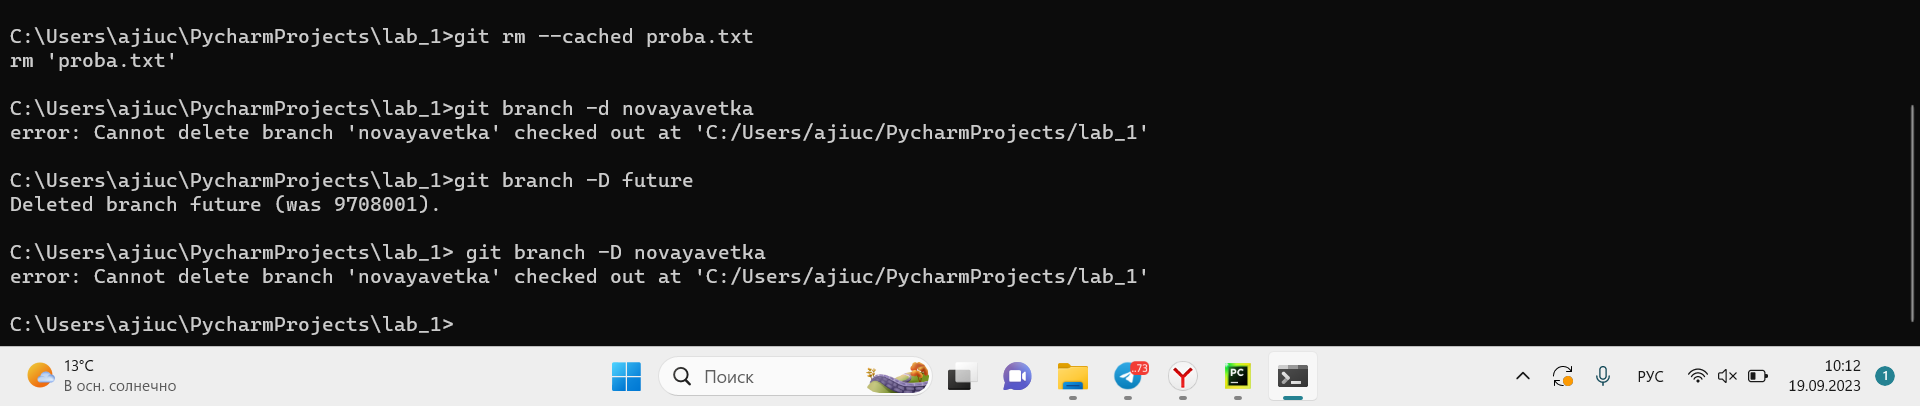 C:\Users\ajiuc\PycharmProjects\lab_1>git rm --cached proba.txt
rm 'proba.txt'
C:\Users\ajiuc\PycharmProjects\lab_1>git branch -d novayavetka
error: Cannot delete branch 'novayavetka' checked out at 'C:/Users/ajiuc/PycharmProjects/lab_1'
C:\Users\ajiuc\PycharmProjects\lab_1>git branch -D future
Deleted branch future (was 9708001).
C:\Users\ajiuc\PycharmProjects\lab_1> git branch -D novayavetka
error: Cannot delete branch 'novayavetka' checked out at 'C:/Users/ajiuc/PycharmProjects/lab_1'
C:\Users\ajiuc\PycharmProjects\lab_1>
13°C
В осн. солнечно
Поиск
..73
PC
РУС
10:12
19.09.2023
1